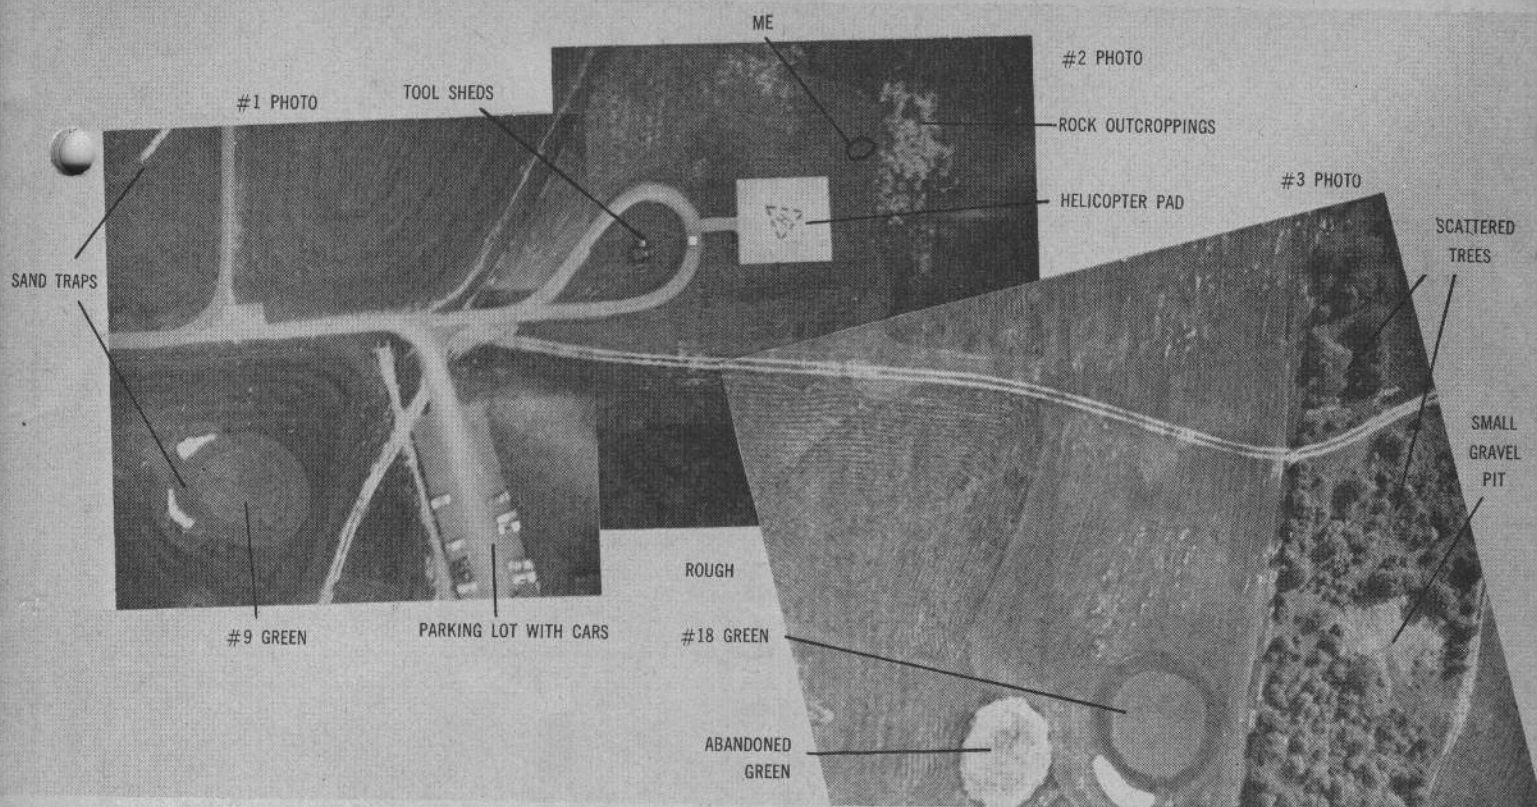 ME
#2 PHOTO
#1 PHOTO
TOOL SHEDS
ROCK OUTCROPPINGS
#3 PHOTO
HELICOPTER PAD
SCATTERED
TREES
SAND TRAPS
SMALL
GRAVEL
PIT
ROUGH
#9 GREEN
PARKING LOT WITH CARS
#18 GREEN
ABANDONED
GREEN